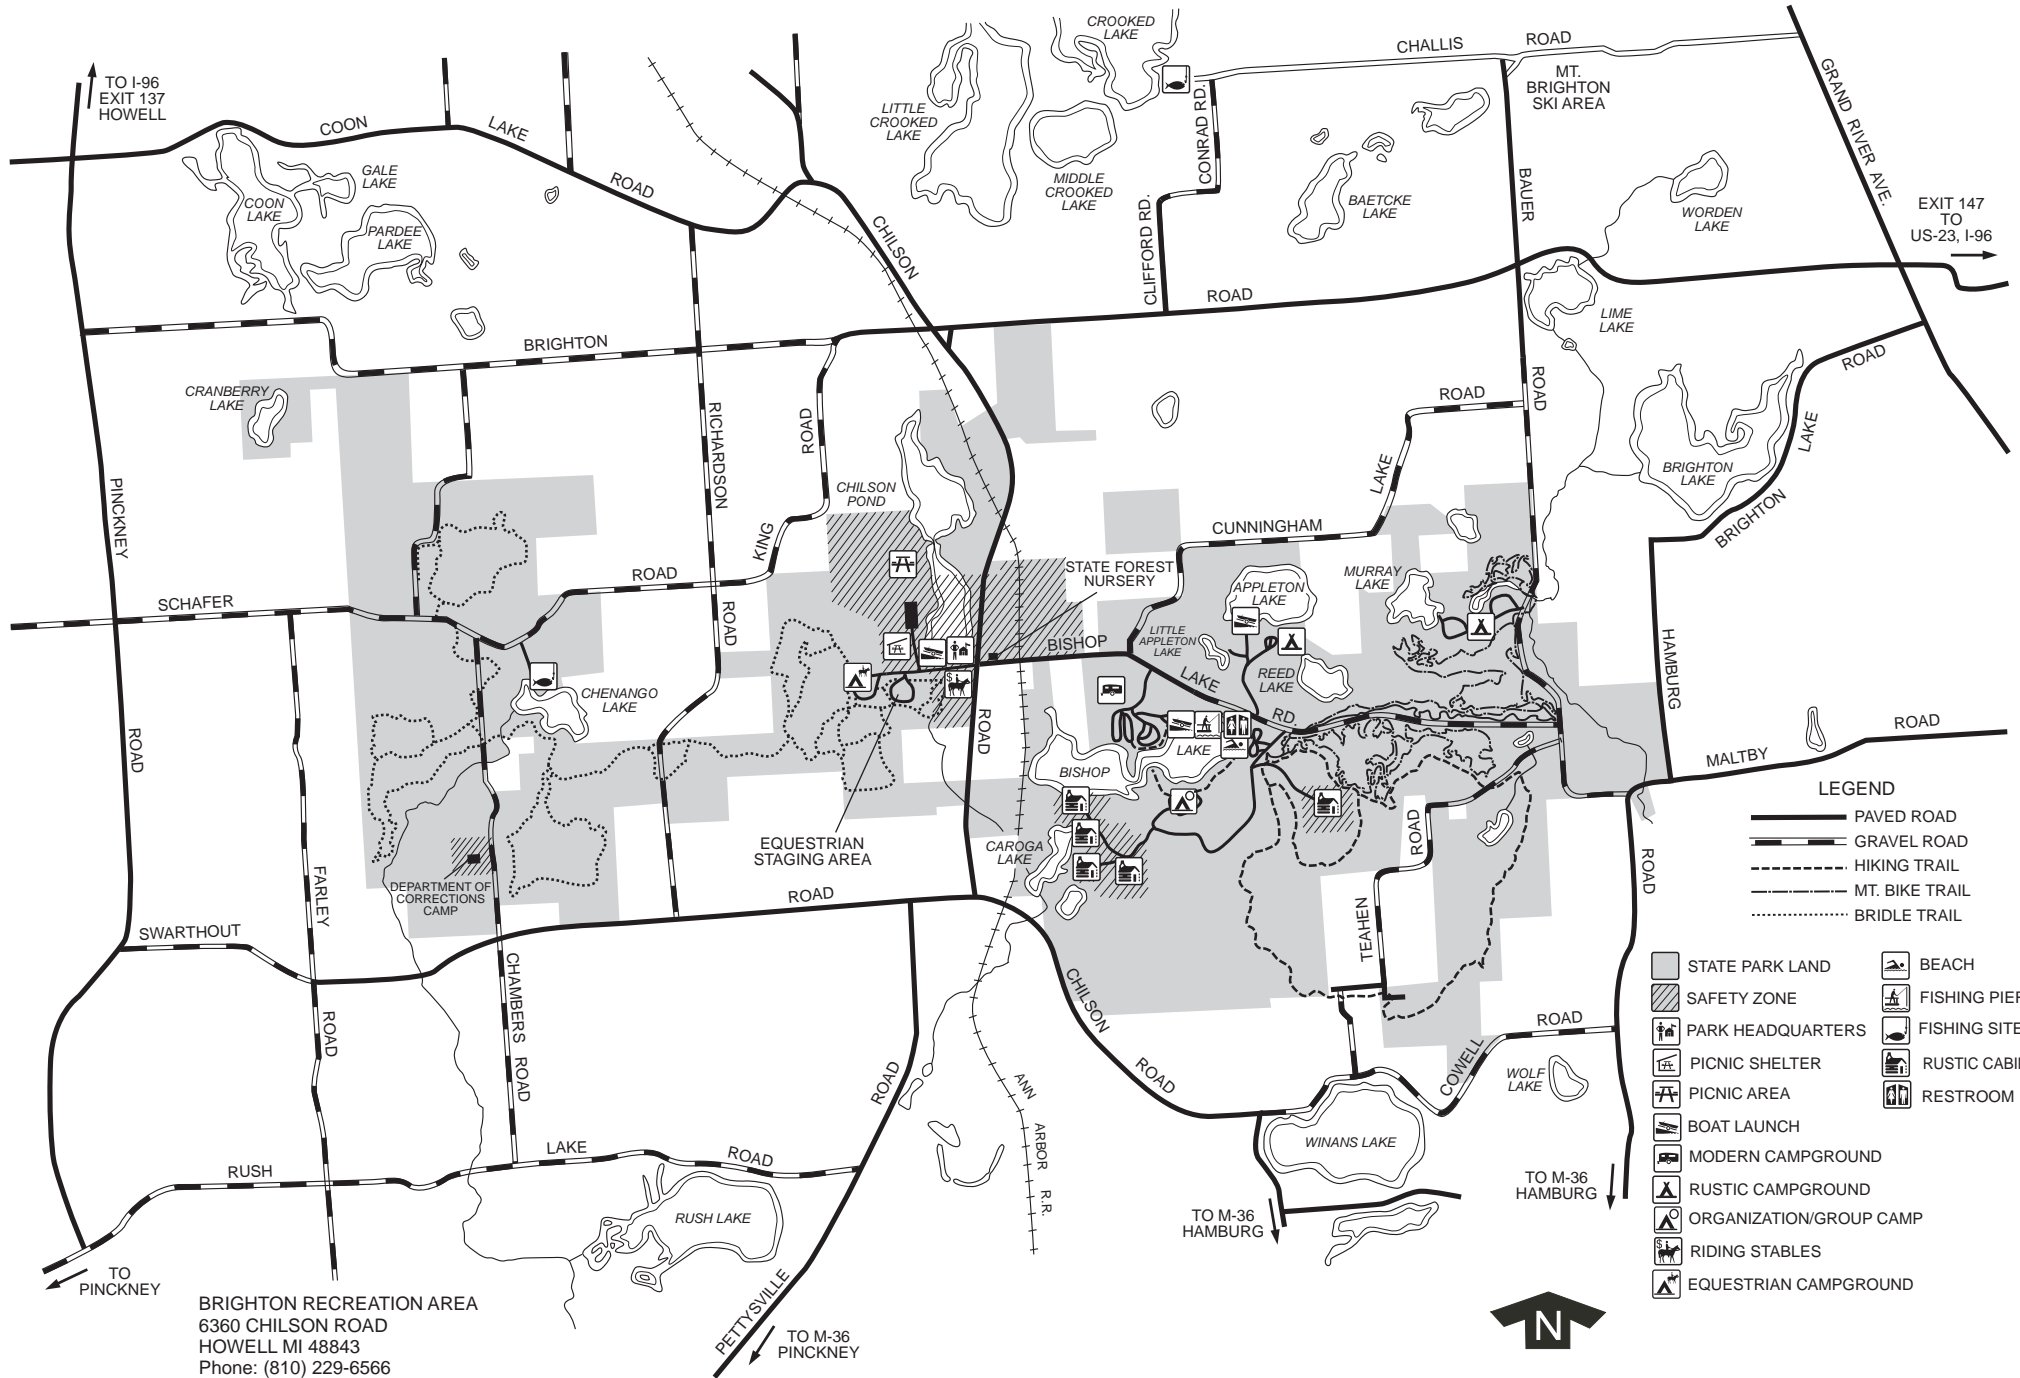 TO I-96
EXIT 137
HOWELL
COON
LAKE
ROAD
GALE
LAKE
COON
LAKE
PARDEE
LAKE
CROOKED
LAKE
LITTLE
CROOKED
LAKE
MIDDLE
CROOKED
LAKE
CONRAD RD.
CLIFFORD RD.
CHALLIS
ROAD
MT.
BRIGHTON
SKI AREA
GRAND RIVER AVE.
BAETCKE
LAKE
BAUER
ROAD
WORDEN
LAKE
EXIT 147
TO
US-23, I-96
LIME
LAKE
CHILSON
ROAD
BRIGHTON
CRANBERRY
LAKE
RICHARDSON
ROAD
ROAD
KING
PINCKNEY
ROAD
CHILSON
POND
LAKE
ROAD
CUNNINGHAM
BRIGHTON
LAKE
BRIGHTON
LAKE
ROAD
STATE FOREST
NURSERY
APPLETON
LAKE
MURRAY
LAKE
SCHAFER
ROAD
BISHOP
LITTLE
APPLETON
LAKE
LAKE
RD.
REED
LAKE
HAMBURG
ROAD
CHENANGO
LAKE
ROAD
BISHOP
LAKE
MALTBY
ROAD
EQUESTRIAN
STAGING AREA
CAROGA
LAKE
ROAD
TEAHEN
DEPARTMENT OF
CORRECTIONS
CAMP
FARLEY
ROAD
SWARTHOUT
ROAD
CHAMBERS
ROAD
CHILSON
ROAD
COWELL
ROAD
WOLF
LAKE
WINANS LAKE
ANN
ARBOR
R.R.
RUSH
LAKE
ROAD
RUSH LAKE
ROAD
PETTYSVILLE
TO M-36
HAMBURG
TO M-36
HAMBURG
TO
PINCKNEY
TO M-36
PINCKNEY
LEGEND
PAVED ROAD
GRAVEL ROAD
HIKING TRAIL
MT. BIKE TRAIL
BRIDLE TRAIL
STATE PARK LAND
SAFETY ZONE
PARK HEADQUARTERS
PICNIC SHELTER
PICNIC AREA
BOAT LAUNCH
MODERN CAMPGROUND
RUSTIC CAMPGROUND
ORGANIZATION/GROUP CAMP
RIDING STABLES
EQUESTRIAN CAMPGROUND
BEACH
FISHING PIER
FISHING SITE
RUSTIC CABI
RESTROOM
N
BRIGHTON RECREATION AREA
6360 CHILSON ROAD
HOWELL MI 48843
Phone: (810) 229-6566